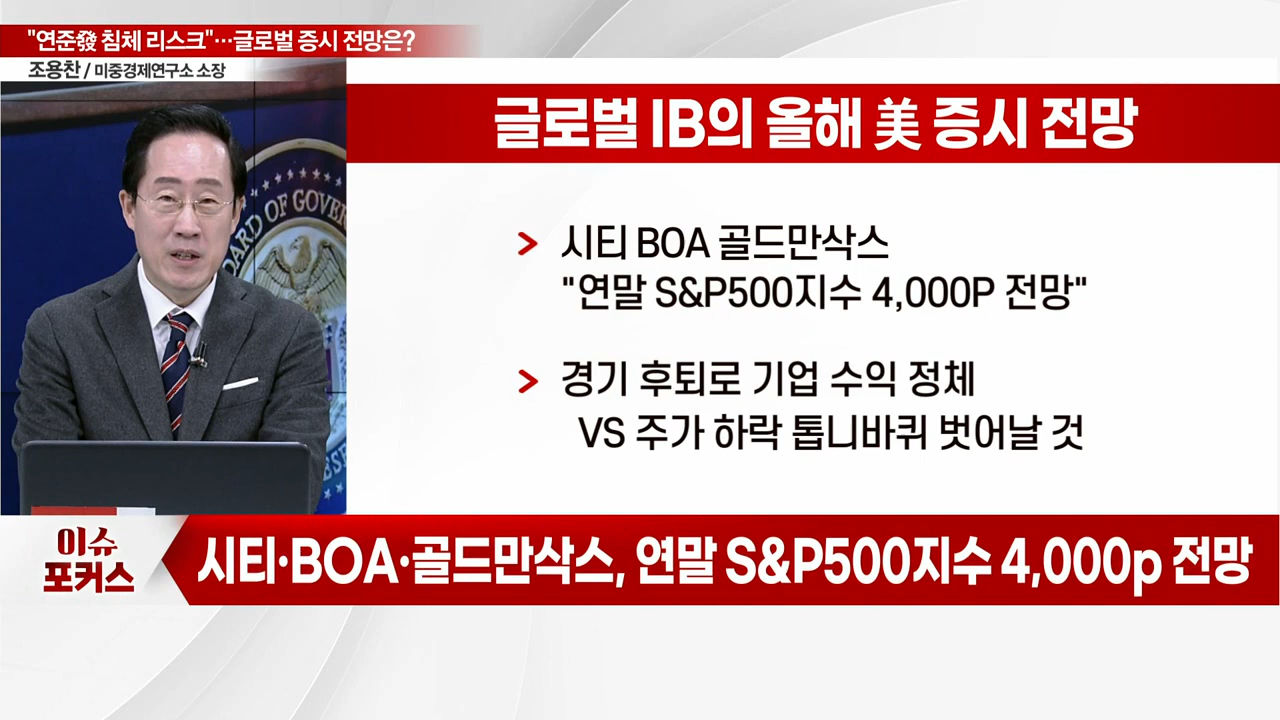 "연준發 침체 리스크"…글로벌 증시 전망은?
조용찬 / 미중경제연구소 소장
글로벌 IB의 올해 美 증시 전망
BOARD OF GOVER
RESE
> 시티 BOA 골드만삭스
"연말 S&P500지수 4,000P 전망"
> 경기 후퇴로 기업 수익 정체
VS 주가 하락 톱니바퀴 벗어날 것
이슈
포커스
시티·BOA·골드만삭스, 연말 S&P500지수 4,000p 전망